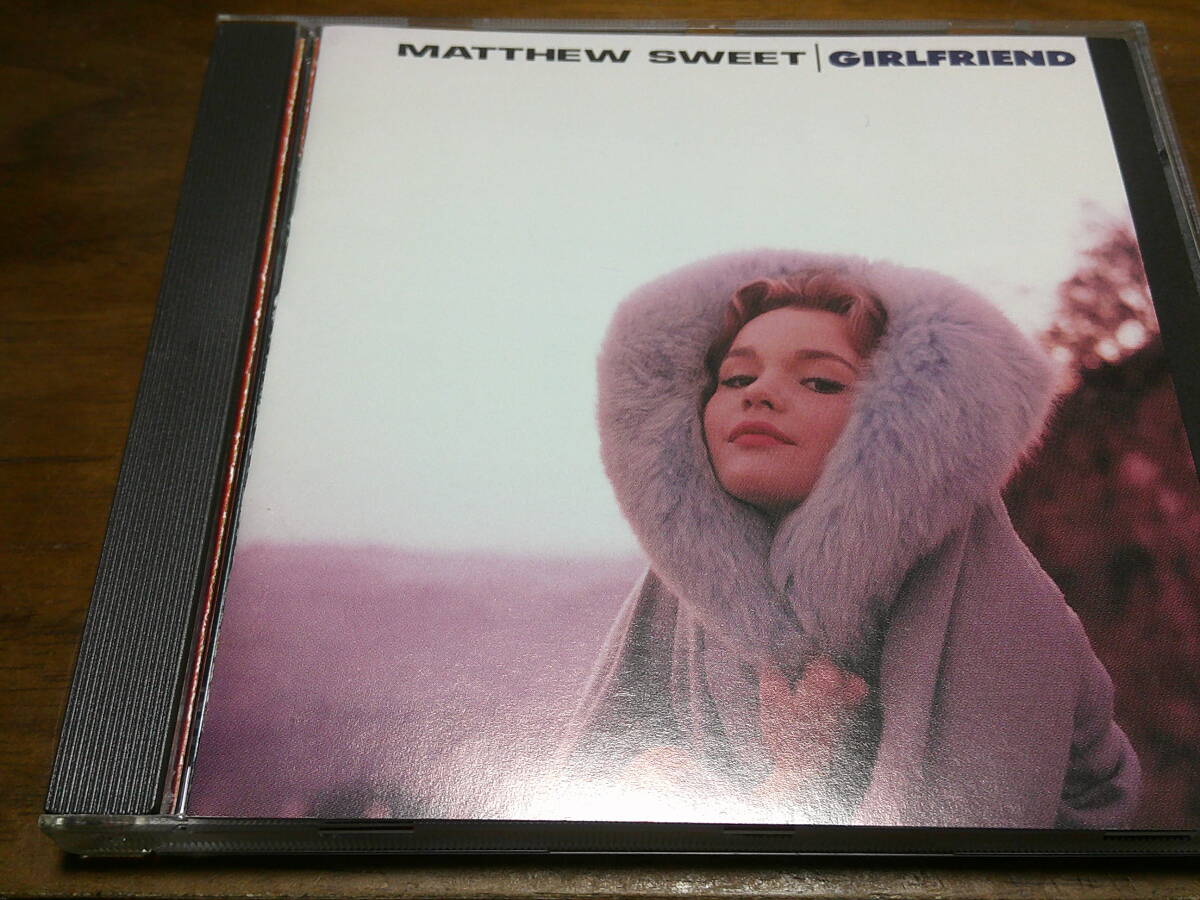 MATTHEW SWEET | GIRLFRIEND